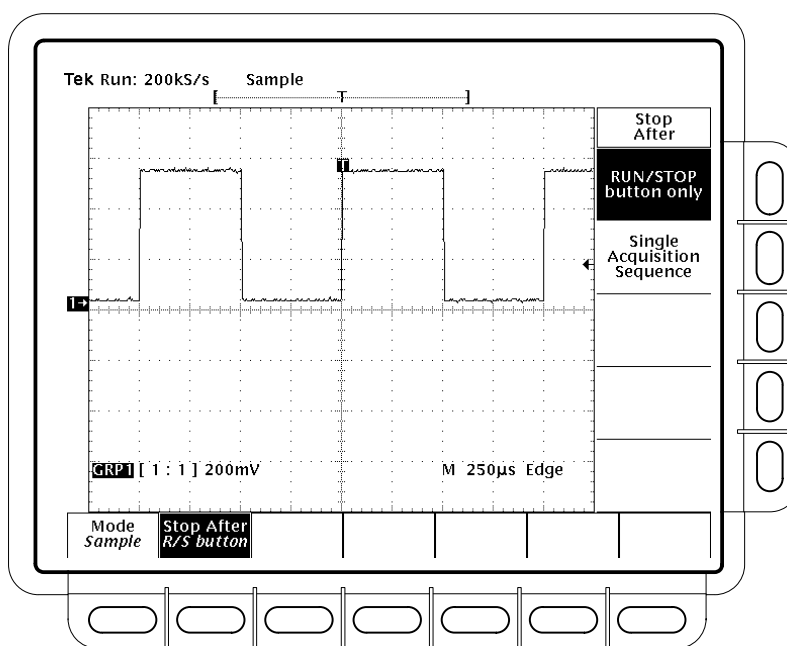 Tek Run: 200kS/s Sample
[ T ]
Stop
After
RUN/STOP
button only
Single
Acquisition
Sequence
T
1→
GRP1 [ 1 : 1 ] 200mV M 250µs Edge
Mode
Sample
Stop After
R/S button